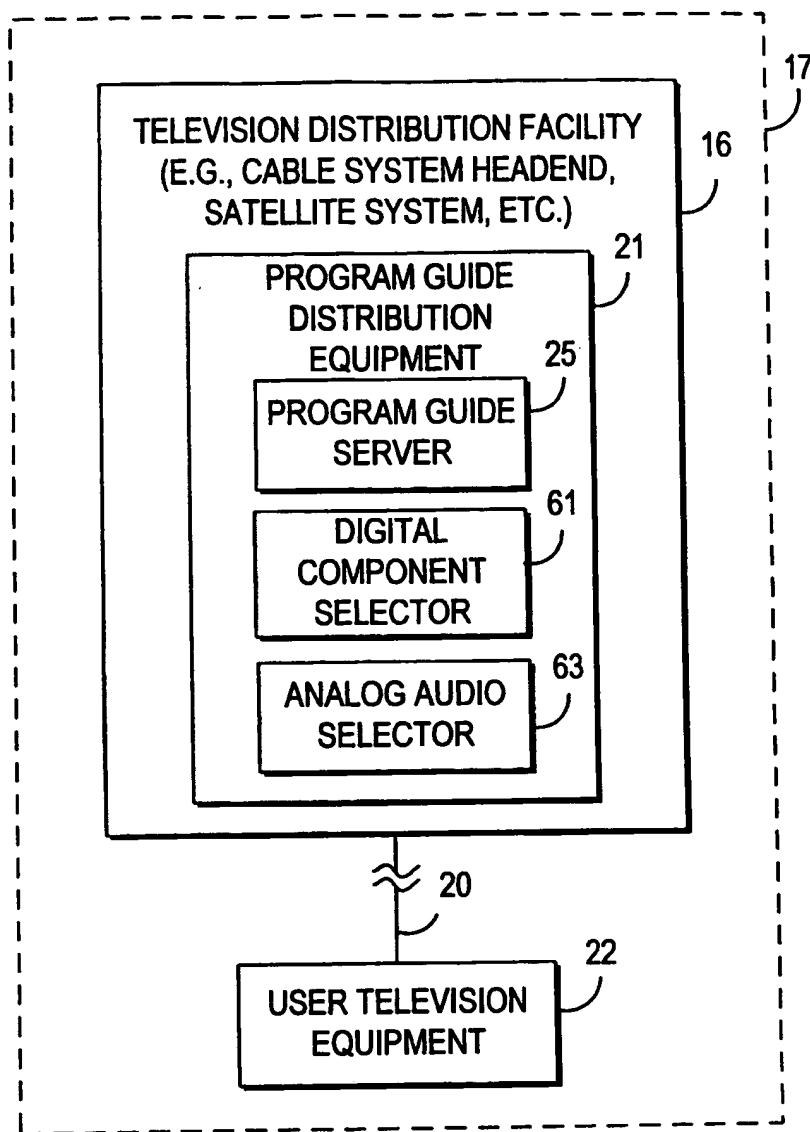 17
TELEVISION DISTRIBUTION FACILITY
(E.G., CABLE SYSTEM HEADEND,
SATELLITE SYSTEM, ETC.)
16
PROGRAM GUIDE
DISTRIBUTION
EQUIPMENT
21
25
PROGRAM GUIDE
SERVER
61
DIGITAL
COMPONENT
SELECTOR
63
ANALOG AUDIO
SELECTOR
20
22
USER TELEVISION
EQUIPMENT